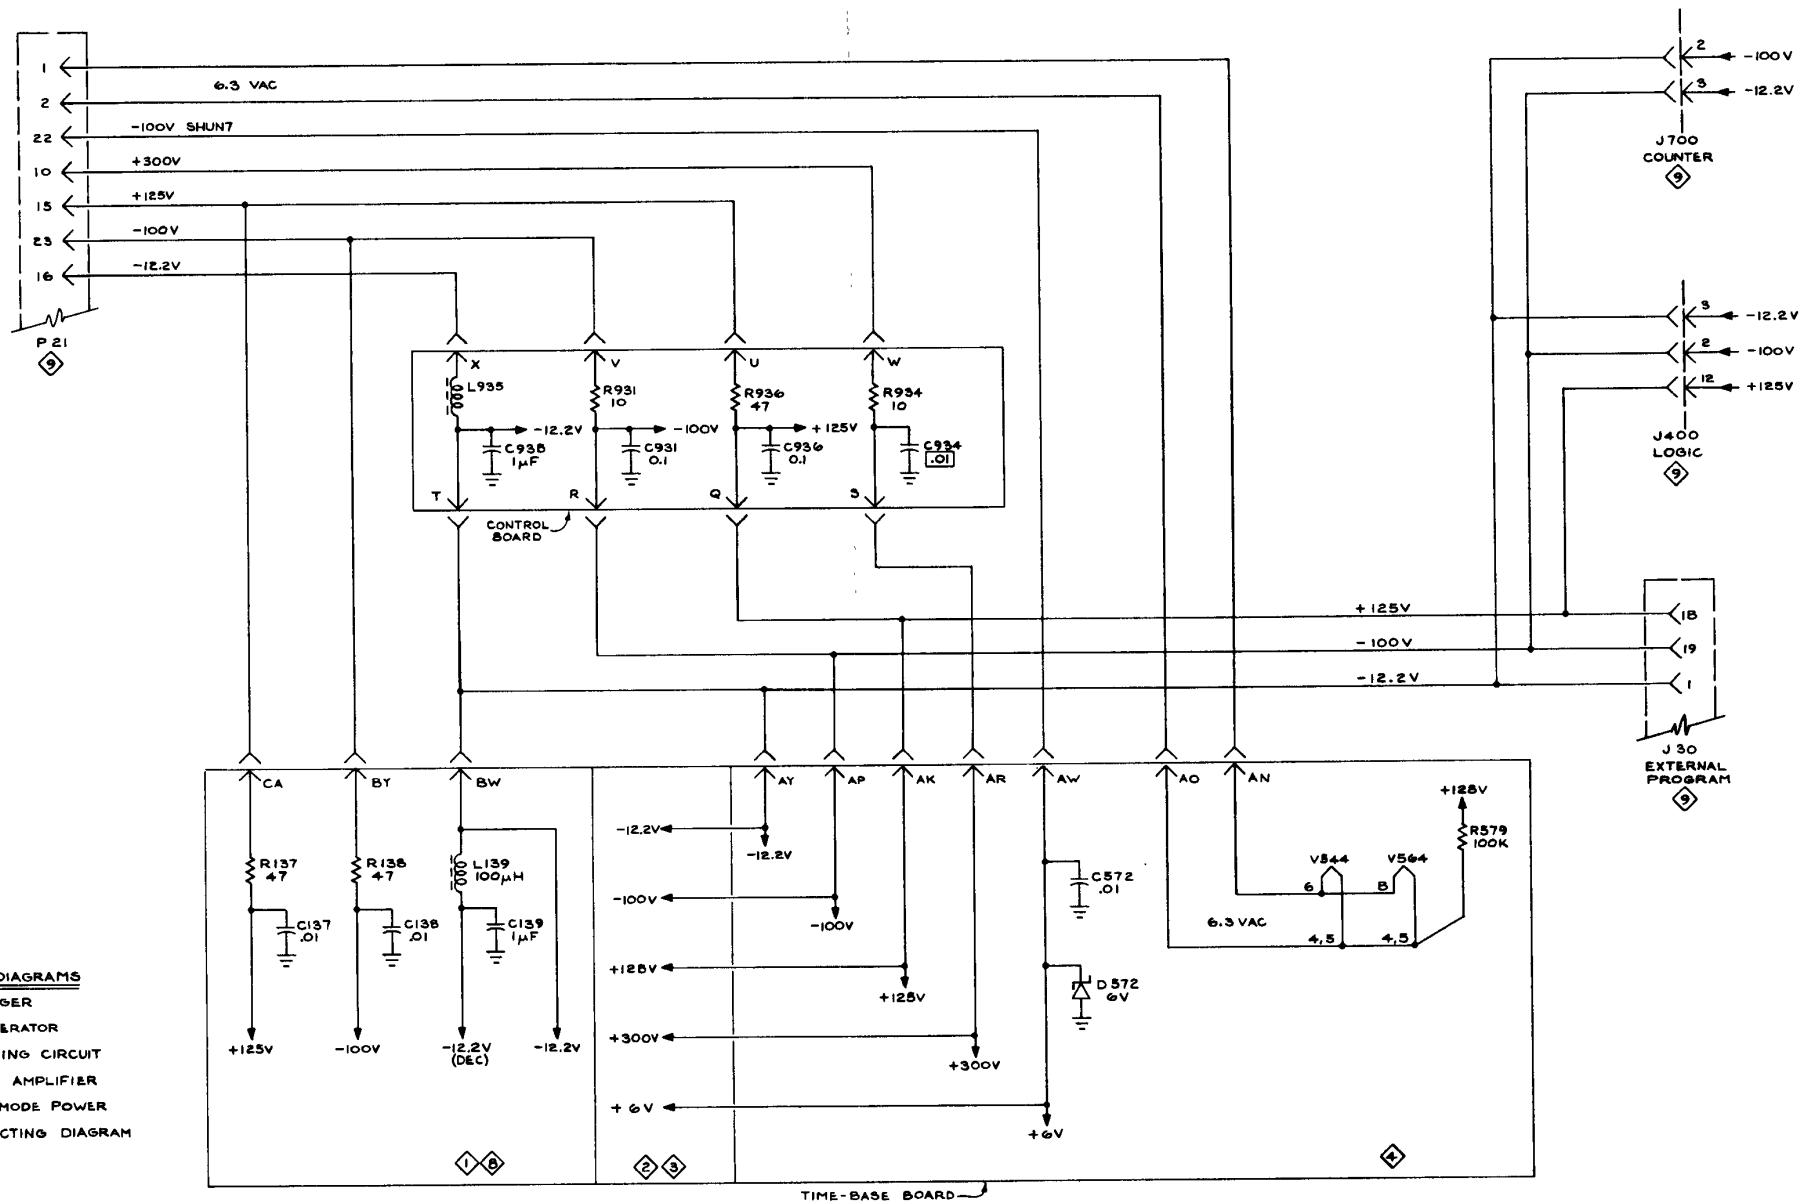 1
6.3 VAC
2
-100V SHUNT
22
+300V
10
+125V
15
-100V
23
-12.2V
16
P 21
9
2
-100V
3
-12.2V
J700
COUNTER
9
3
-12.2V
2
-100V
12
+125V
J400
LOGIC
9
X
V
U
W
L935
R931
10
R936
47
R934
10
-12.2V
-100V
+125V
C938
1µF
C931
0.1
C936
0.1
C934
.01
T
R
Q
S
CONTROL
BOARD
+125V
18
-100V
19
-12.2V
1
J 30
EXTERNAL
PROGRAM
9
CA
BY
BW
AY
AP
AK
AR
AW
AO
AN
R137
47
R138
47
L139
100µH
C137
.01
C138
.01
C139
1µF
+125V
-100V
-12.2V
(DEC)
-12.2V
-12.2V
-12.2V
-100V
-100V
+125V
+125V
+300V
+300V
+6V
+6V
C572
.01
D572
6V
+125V
R579
100K
V544
V564
6
8
6.3 VAC
4,5
4,5
DIAGRAMS
GER
ERATOR
ING CIRCUIT
AMPLIFIER
MODE POWER
CTING DIAGRAM
1
8
2
3
4
TIME-BASE BOARD